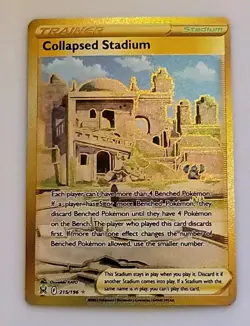 TRAINER
Stadium
Collapsed Stadium
Each player can't have more than 4 Benched Pokémon.
If a player has 5 or more Benched Pokémon, they
discard Benched Pokémon until they have 4 Pokémon
on the Bench. The player who played this card
discards first. If more than one effect changes the
number of Benched Pokémon allowed, use the smaller number.
This Stadium stays in play when you play it. Discard it if
another Stadium comes into play. If a Stadium with the
same name is in play, you can't play this card.
215/196